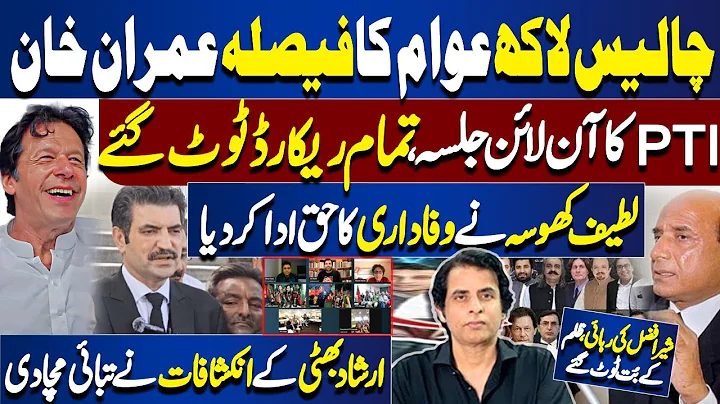 چالیس لاکھ عوام کا فیصلہ عمران خان
PTI کا آن لائن جلسہ، تمام ریکارڈ ٹوٹ گئے
لطیف کھوسہ نے وفاداری کا حق ادا کر دیا
شیر افضل کی رہائی، ظلم
کے بت ٹوٹ گئے
ارشاد بھٹی کے انکشافات نے تباہی مچا دی